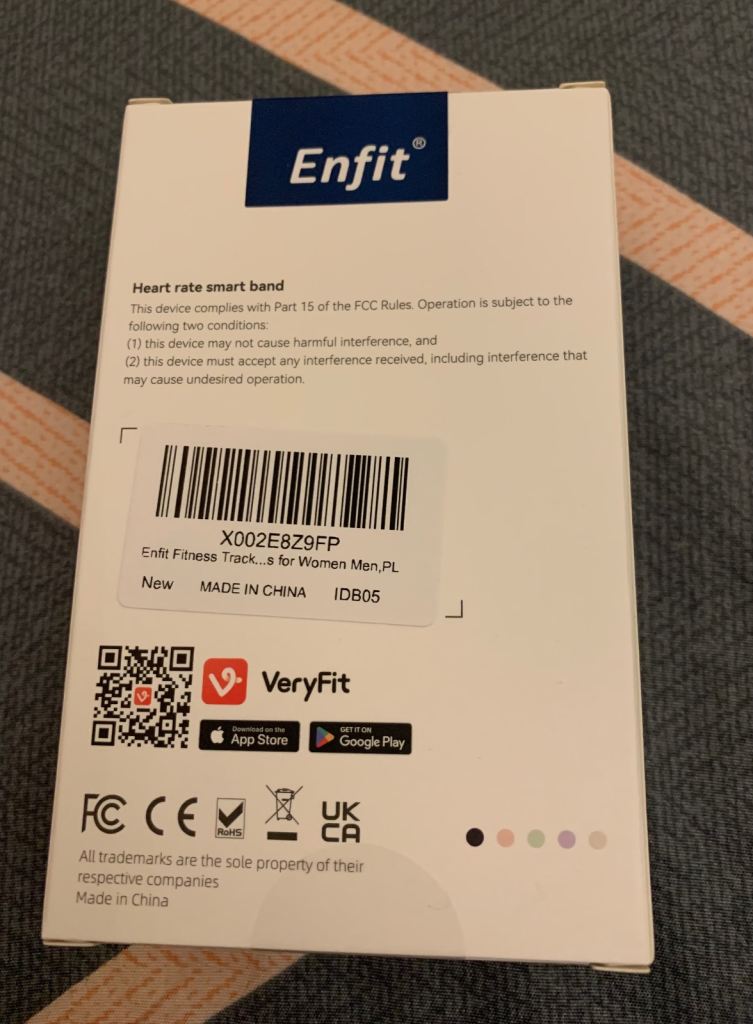 Enfit®
Heart rate smart band
This device complies with Part 15 of the FCC Rules. Operation is subject to the
following two conditions:
(1) this device may not cause harmful interference, and
(2) this device must accept any interference received, including interference that
may cause undesired operation.
X002E8Z9FP
Enfit Fitness Track...s for Women Men,PL
New MADE IN CHINA IDB05
VeryFit
Download on the
App Store
GET IT ON
Google Play
FC CE RoHS UK
CA
All trademarks are the sole property of their
respective companies
Made in China